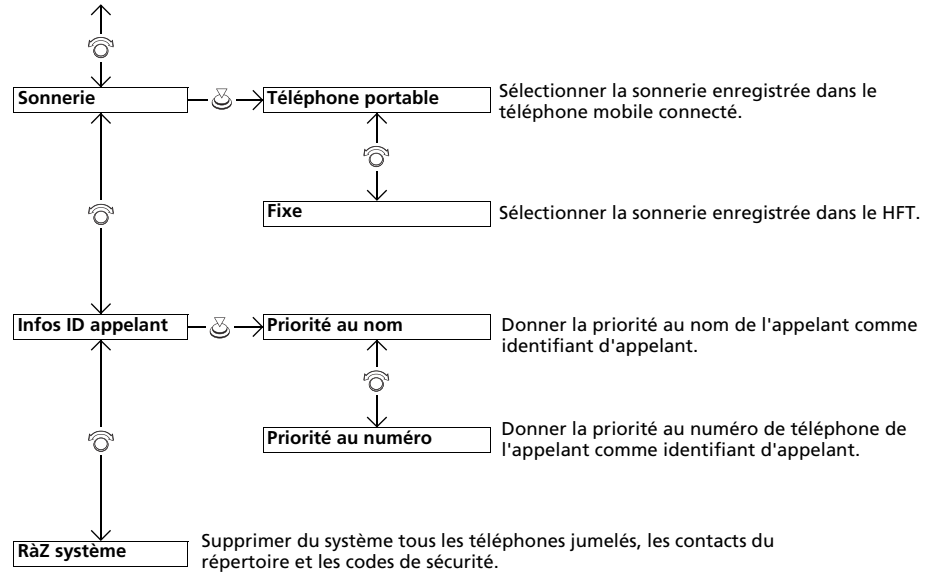 Sonnerie
Téléphone portable
Sélectionner la sonnerie enregistrée dans le
téléphone mobile connecté.
Fixe
Sélectionner la sonnerie enregistrée dans le HFT.
Infos ID appelant
Priorité au nom
Donner la priorité au nom de l'appelant comme
identifiant d'appelant.
Priorité au numéro
Donner la priorité au numéro de téléphone de
l'appelant comme identifiant d'appelant.
RàZ système
Supprimer du système tous les téléphones jumelés, les contacts du
répertoire et les codes de sécurité.